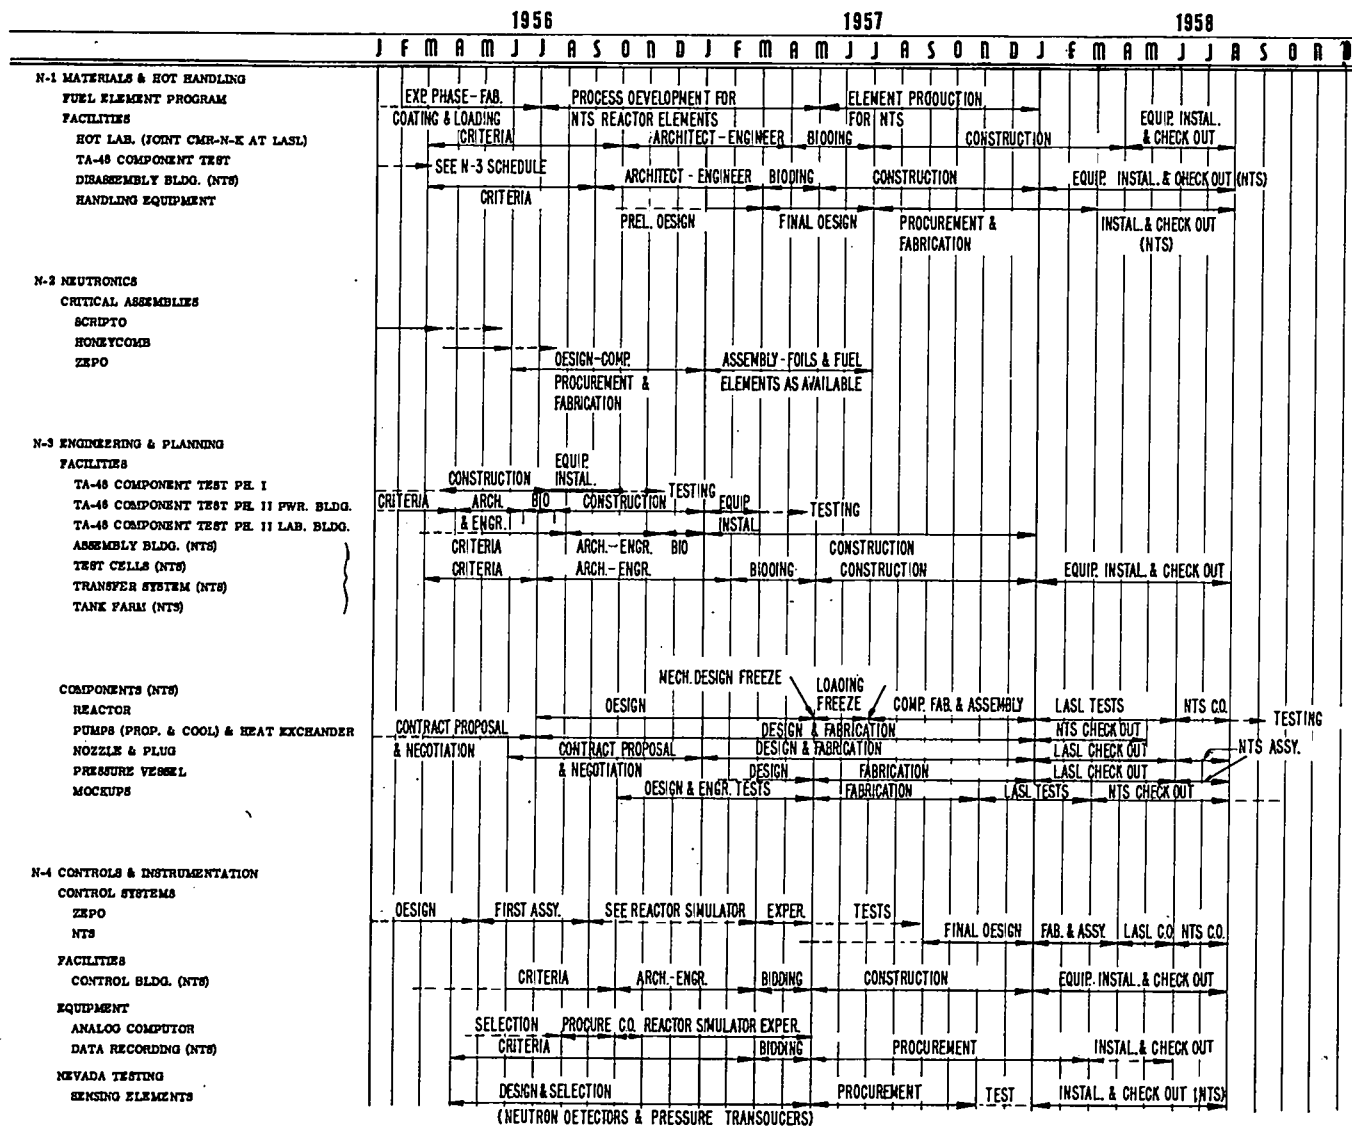 1956 1957 1958
J F M A M J J A S O N D J F M A M J J A S O N D J F M A M J J A S O N D
N-1 MATERIALS & HOT HANDLING
FUEL ELEMENT PROGRAM EXP. PHASE-FAB. PROCESS DEVELOPMENT FOR ELEMENT PRODUCTION
FACILITIES COATING & LOADING NTS REACTOR ELEMENTS FOR NTS EQUIP. INSTAL.
HOT LAB. (JOINT CMR-N-K AT LASL) CRITERIA ARCHITECT-ENGINEER BIDDING CONSTRUCTION & CHECK OUT
TA-46 COMPONENT TEST SEE N-3 SCHEDULE
DISASSEMBLY BLDG. (NTS) CRITERIA ARCHITECT - ENGINEER BIDING CONSTRUCTION EQUIP. INSTAL. & CHECK OUT (NTS)
HANDLING EQUIPMENT PREL. DESIGN FINAL DESIGN PROCUREMENT & INSTAL. & CHECK OUT
FABRICATION (NTS)
N-2 NEUTRONICS
CRITICAL ASSEMBLIES
SCRIPTO
HONEYCOMB
ZEPO DESIGN-COMP. ASSEMBLY-FOILS & FUEL
PROCUREMENT & ELEMENTS AS AVAILABLE
FABRICATION
N-3 ENGINEERING & PLANNING
FACILITIES EQUIP.
TA-46 COMPONENT TEST PH. I CONSTRUCTION INSTAL. TESTING
TA-46 COMPONENT TEST PH. II PWR. BLDG. CRITERIA ARCH. BID CONSTRUCTION EQUIP. TESTING
TA-46 COMPONENT TEST PH. II LAB. BLDG. & ENGR. INSTAL.
ASSEMBLY BLDG. (NTS) CRITERIA ARCH.-ENGR. BID CONSTRUCTION
TEST CELLS (NTS) CRITERIA ARCH.-ENGR. BIDDING CONSTRUCTION EQUIP. INSTAL. & CHECK OUT
TRANSFER SYSTEM (NTS)
TANK FARM (NTS)
MECH. DESIGN FREEZE LOADING
COMPONENTS (NTS) FREEZE
REACTOR DESIGN COMP. FAB. & ASSEMBLY LASL TESTS NTS C.O. TESTING
PUMPS (PROP. & COOL) & HEAT EXCHANDER CONTRACT PROPOSAL DESIGN & FABRICATION NTS CHECK OUT
NOZZLE & PLUG & NEGOTIATION CONTRACT PROPOSAL DESIGN & FABRICATION LASL CHECK OUT NTS ASSY.
PRESSURE VESSEL & NEGOTIATION DESIGN FABRICATION LASL CHECK OUT
MOCKUPS DESIGN & ENGR. TESTS FABRICATION LASL TESTS NTS CHECK OUT
N-4 CONTROLS & INSTRUMENTATION
CONTROL SYSTEMS
ZEPO DESIGN FIRST ASSY. SEE REACTOR SIMULATOR EXPER. TESTS
NTS FINAL DESIGN FAB. & ASSY. LASL C.O. NTS C.O.
FACILITIES
CONTROL BLDG. (NTS) CRITERIA ARCH.-ENGR. BIDDING CONSTRUCTION EQUIP. INSTAL. & CHECK OUT
EQUIPMENT
ANALOG COMPUTOR SELECTION PROCURE C.O. REACTOR SIMULATOR EXPER.
DATA RECORDING (NTS) CRITERIA BIDDING PROCUREMENT INSTAL. & CHECK OUT
NEVADA TESTING
SENSING ELEMENTS DESIGN & SELECTION PROCUREMENT TEST INSTAL. & CHECK OUT (NTS)
(NEUTRON DETECTORS & PRESSURE TRANSDUCERS)